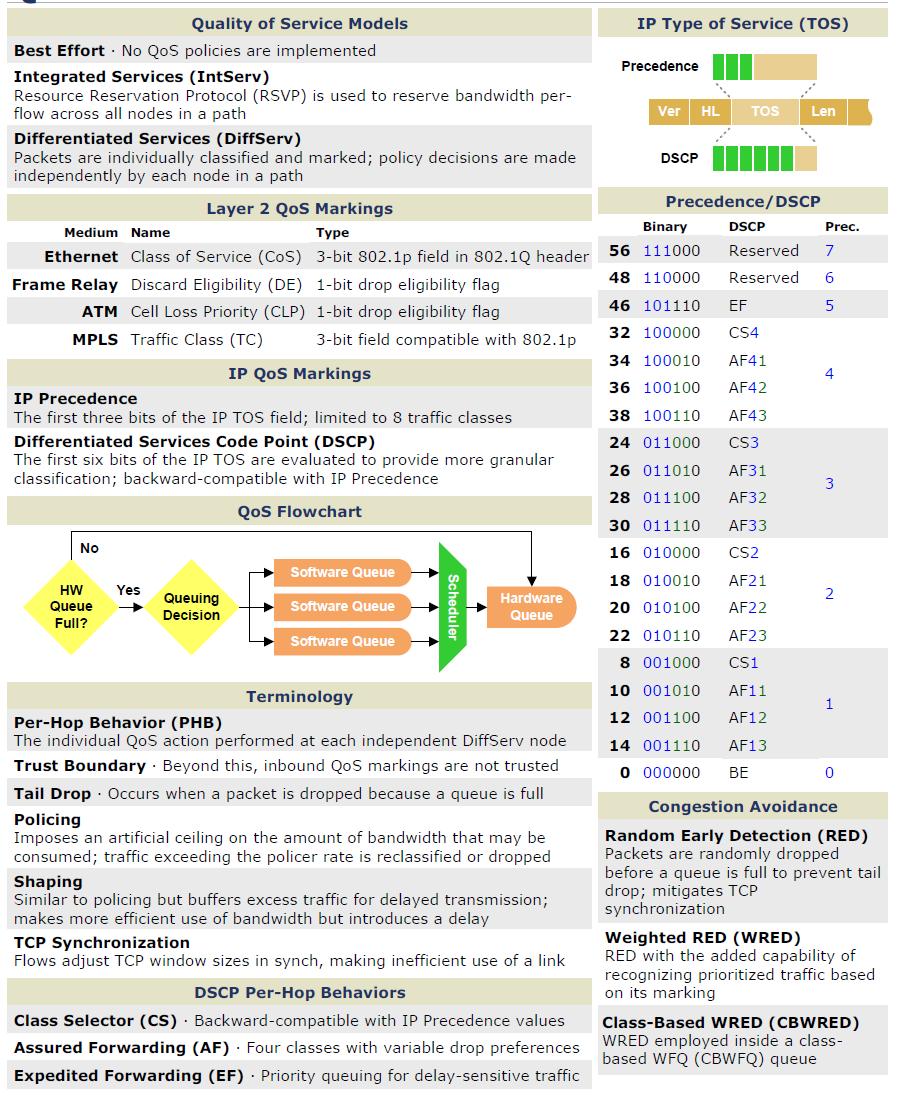 Quality of Service Models
Best Effort · No QoS policies are implemented
Integrated Services (IntServ)
Resource Reservation Protocol (RSVP) is used to reserve bandwidth per-
flow across all nodes in a path
Differentiated Services (DiffServ)
Packets are individually classified and marked; policy decisions are made
independently by each node in a path
Layer 2 QoS Markings
Medium Name Type
Ethernet Class of Service (CoS) 3-bit 802.1p field in 802.1Q header
Frame Relay Discard Eligibility (DE) 1-bit drop eligibility flag
ATM Cell Loss Priority (CLP) 1-bit drop eligibility flag
MPLS Traffic Class (TC) 3-bit field compatible with 802.1p
IP QoS Markings
IP Precedence
The first three bits of the IP TOS field; limited to 8 traffic classes
Differentiated Services Code Point (DSCP)
The first six bits of the IP TOS are evaluated to provide more granular
classification; backward-compatible with IP Precedence
QoS Flowchart
No
HW
Queue
Full?
Yes
Queuing
Decision
Software Queue
Software Queue
Software Queue
Scheduler
Hardware
Queue
Terminology
Per-Hop Behavior (PHB)
The individual QoS action performed at each independent DiffServ node
Trust Boundary · Beyond this, inbound QoS markings are not trusted
Tail Drop · Occurs when a packet is dropped because a queue is full
Policing
Imposes an artificial ceiling on the amount of bandwidth that may be
consumed; traffic exceeding the policer rate is reclassified or dropped
Shaping
Similar to policing but buffers excess traffic for delayed transmission;
makes more efficient use of bandwidth but introduces a delay
TCP Synchronization
Flows adjust TCP window sizes in synch, making inefficient use of a link
DSCP Per-Hop Behaviors
Class Selector (CS) · Backward-compatible with IP Precedence values
Assured Forwarding (AF) · Four classes with variable drop preferences
Expedited Forwarding (EF) · Priority queuing for delay-sensitive traffic
IP Type of Service (TOS)
Precedence
Ver HL TOS Len
DSCP
Precedence/DSCP
Binary DSCP Prec.
56 111000 Reserved 7
48 110000 Reserved 6
46 101110 EF 5
32 100000 CS4
34 100010 AF41
4
36 100100 AF42
38 100110 AF43
24 011000 CS3
26 011010 AF31
3
28 011100 AF32
30 011110 AF33
16 010000 CS2
18 010010 AF21
2
20 010100 AF22
22 010110 AF23
8 001000 CS1
10 001010 AF11
1
12 001100 AF12
14 001110 AF13
0 000000 BE 0
Congestion Avoidance
Random Early Detection (RED)
Packets are randomly dropped
before a queue is full to prevent tail
drop; mitigates TCP
synchronization
Weighted RED (WRED)
RED with the added capability of
recognizing prioritized traffic based
on its marking
Class-Based WRED (CBWRED)
WRED employed inside a class-
based WFQ (CBWFQ) queue